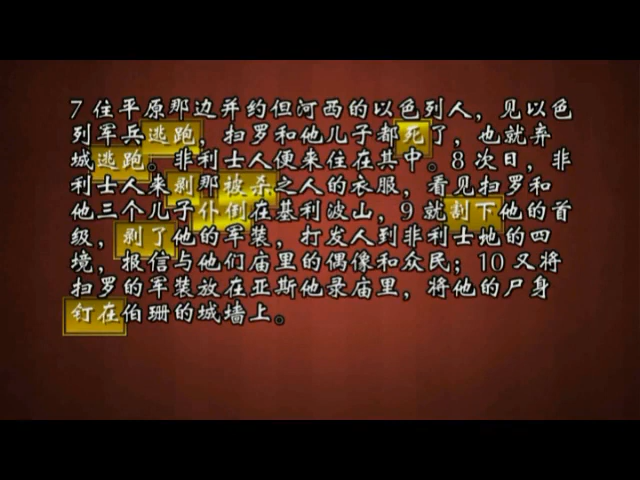 7 住平原那边并约但河西的以色列人，见以色
列军兵逃跑，扫罗和他儿子都死了，也就弃
城逃跑。非利士人便来住在其中。8 次日，非
利士人来剥那被杀之人的衣服，看见扫罗和
他三个儿子仆倒在基利波山，9 就割下他的首
级，剥了他的军装，打发人到非利士地的四
境，报信与他们庙里的偶像和众民；10 又将
扫罗的军装放在亚斯他录庙里，将他的尸身
钉在伯珊的城墙上。